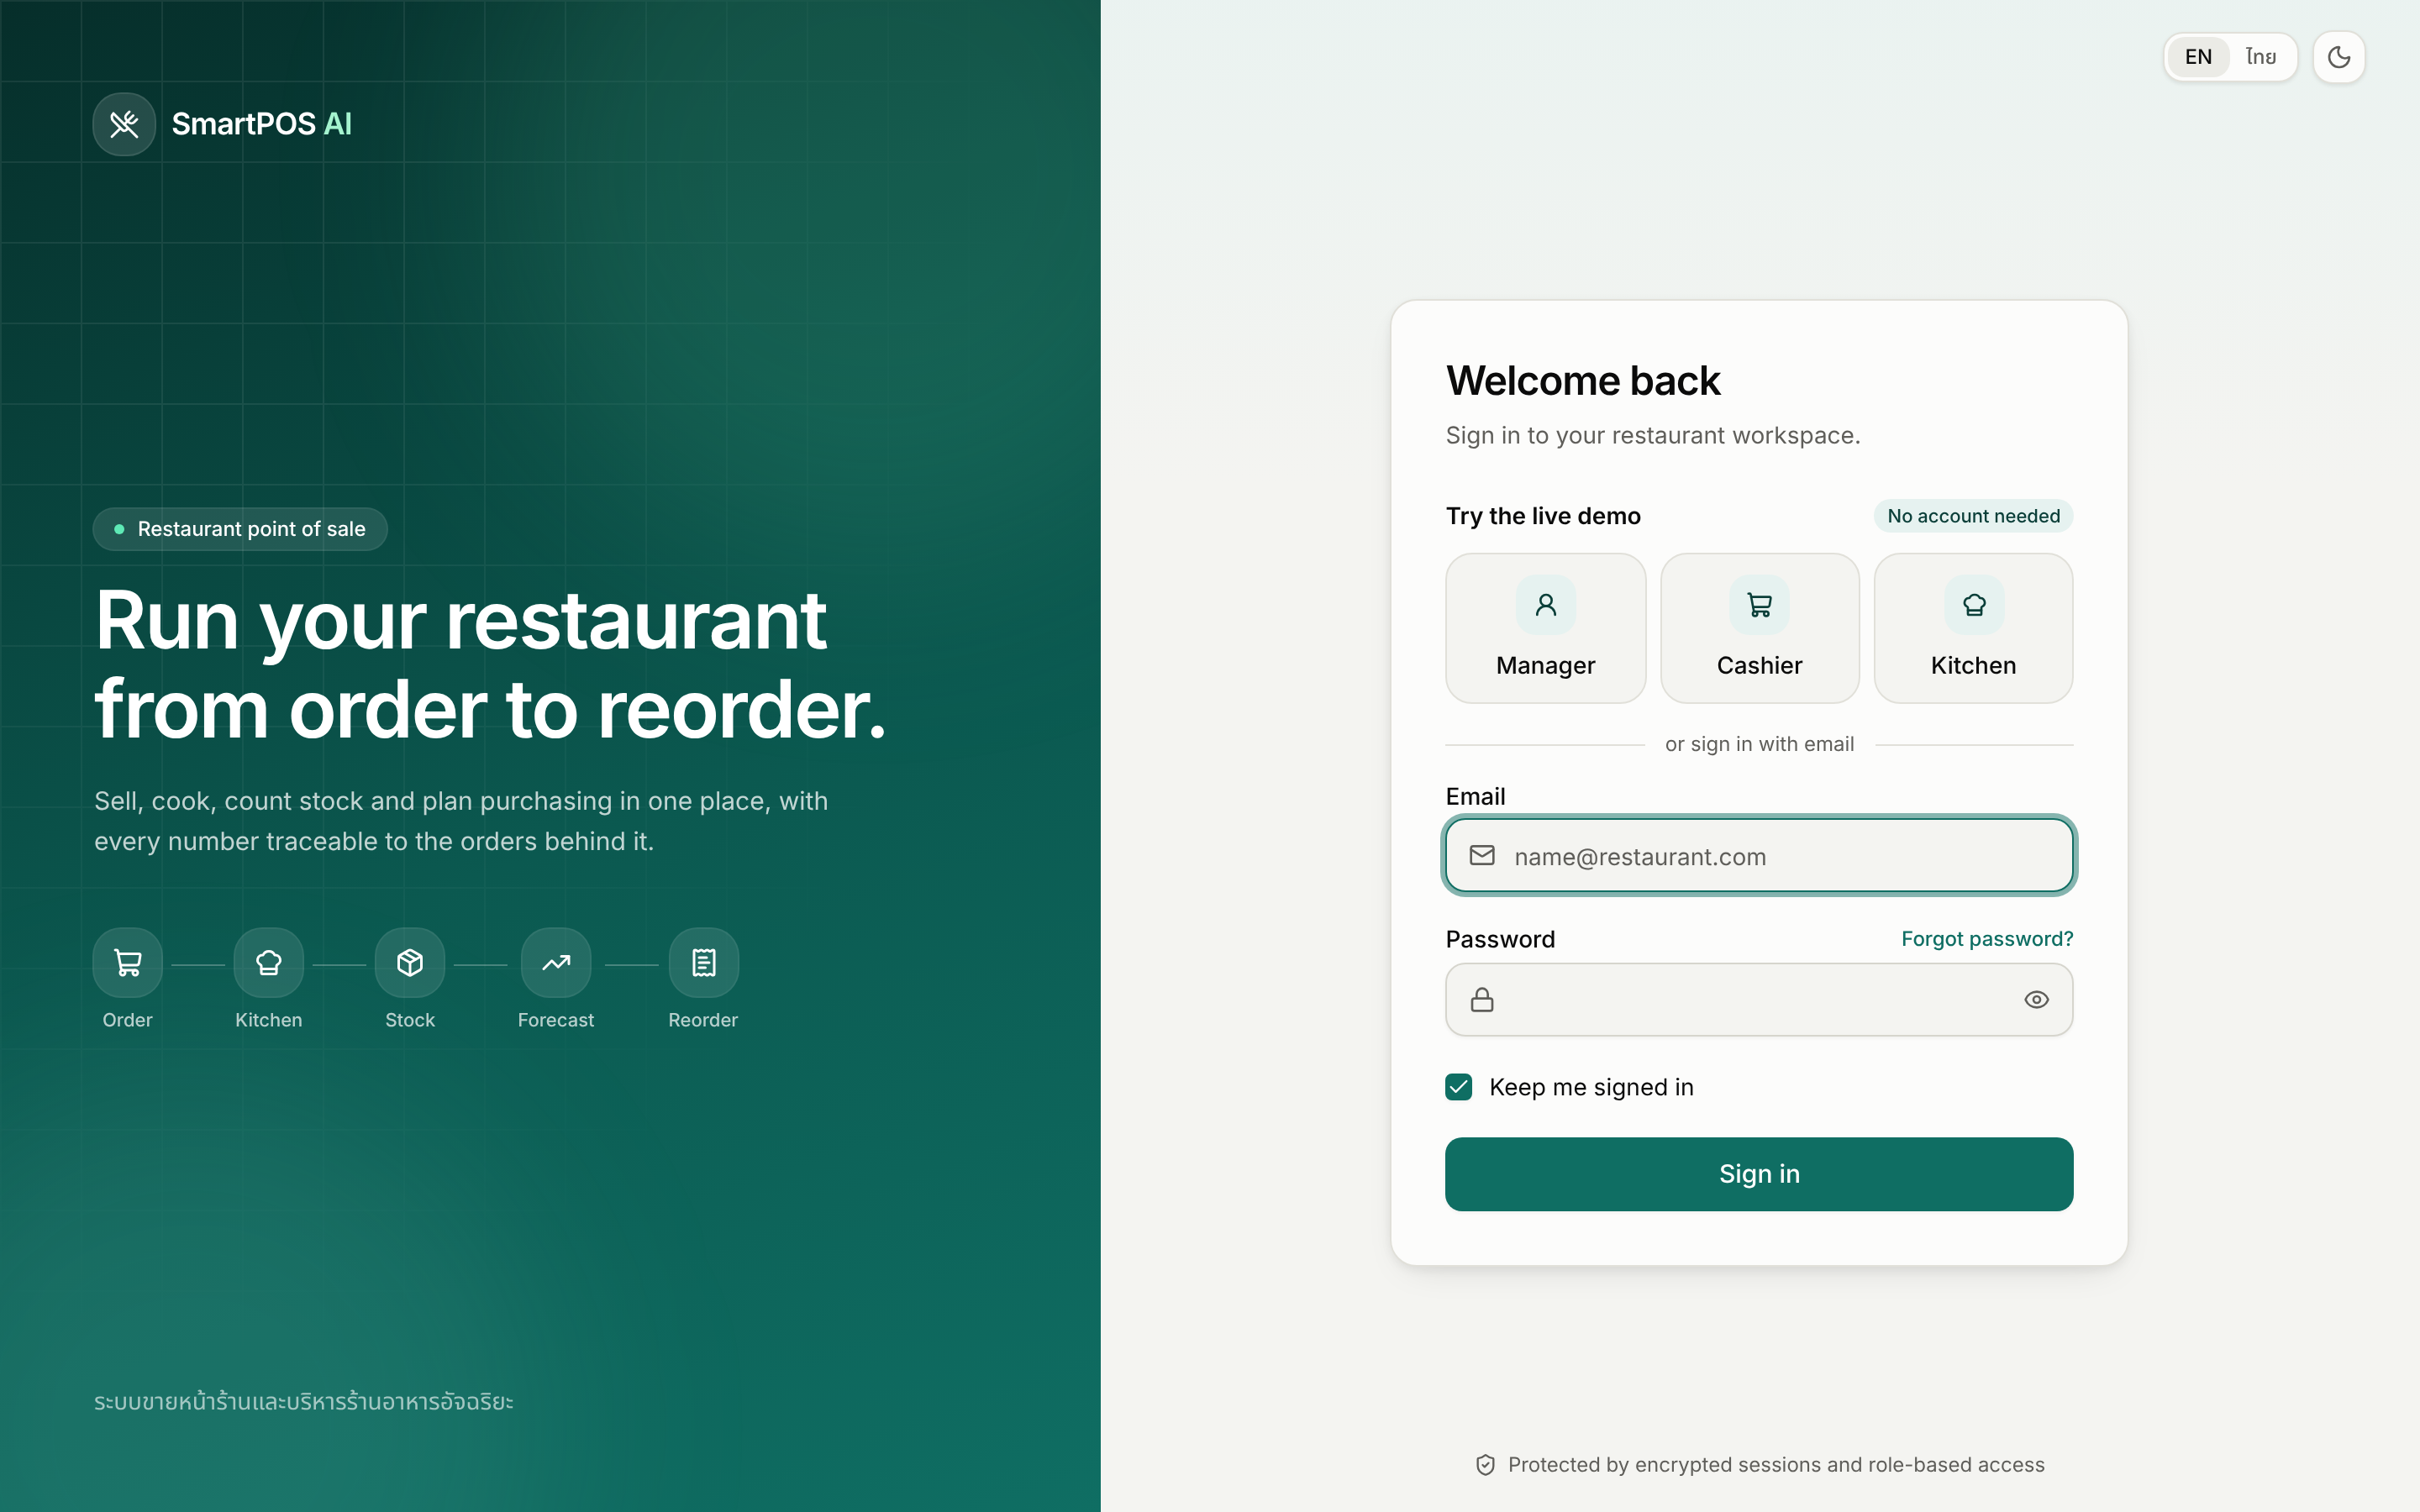 SmartPOS AI
Restaurant point of sale
Run your restaurant
from order to reorder.
Sell, cook, count stock and plan purchasing in one place, with
every number traceable to the orders behind it.
Order
Kitchen
Stock
Forecast
Reorder
ระบบขายหน้าร้านและบริหารร้านอาหารอัจฉริยะ
EN
ไทย
Welcome back
Sign in to your restaurant workspace.
Try the live demo
No account needed
Manager
Cashier
Kitchen
or sign in with email
Email
name@restaurant.com
Password
Forgot password?
Keep me signed in
Sign in
Protected by encrypted sessions and role-based access